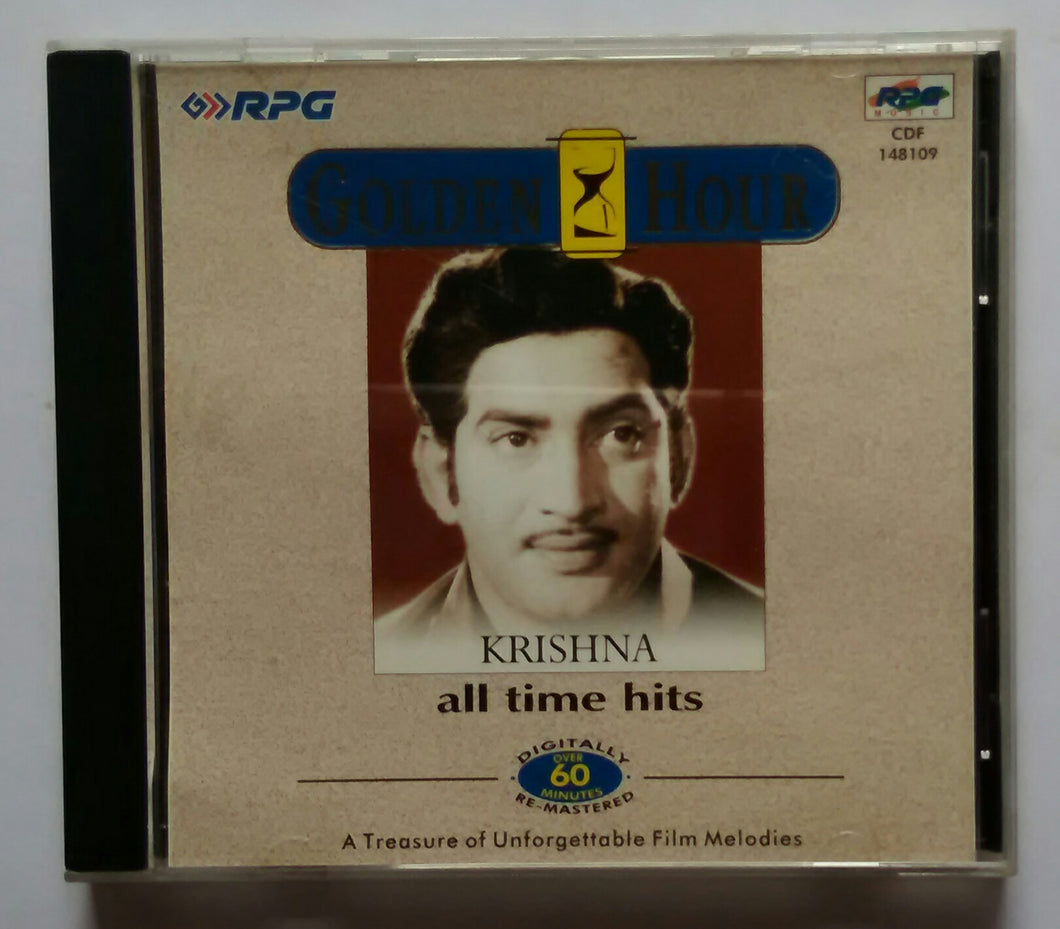 RPG
RPG
MUSIC
CDF
148109
GOLDEN HOUR
KRISHNA
all time hits
DIGITALLY
OVER
60
MINUTES
RE-MASTERED
A Treasure of Unforgettable Film Melodies